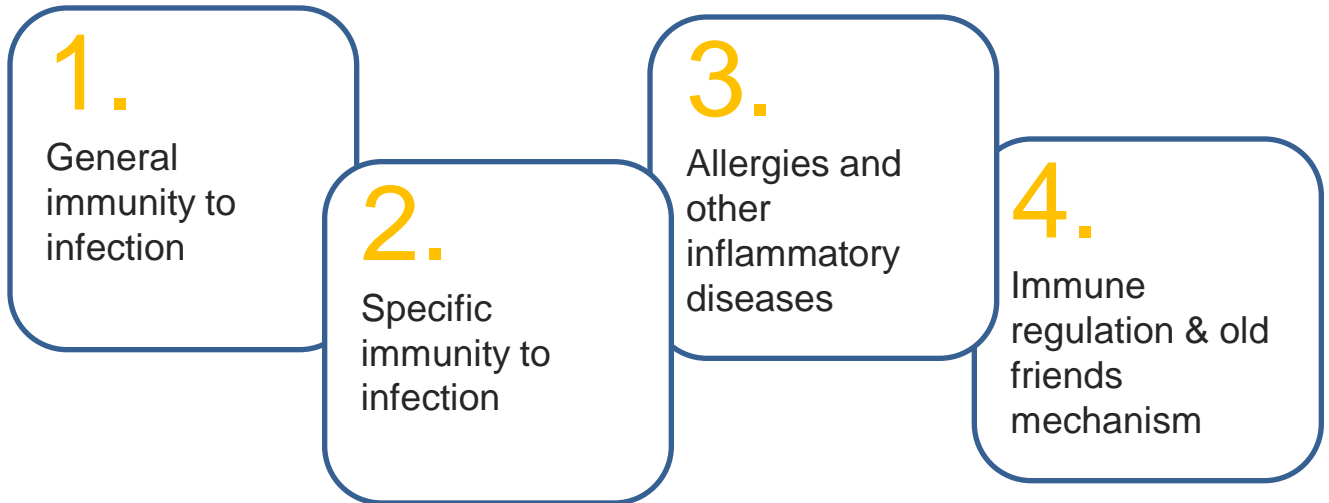 1.
General
immunity to
infection
2.
Specific
immunity to
infection
3.
Allergies and
other
inflammatory
diseases
4.
Immune
regulation & old
friends
mechanism